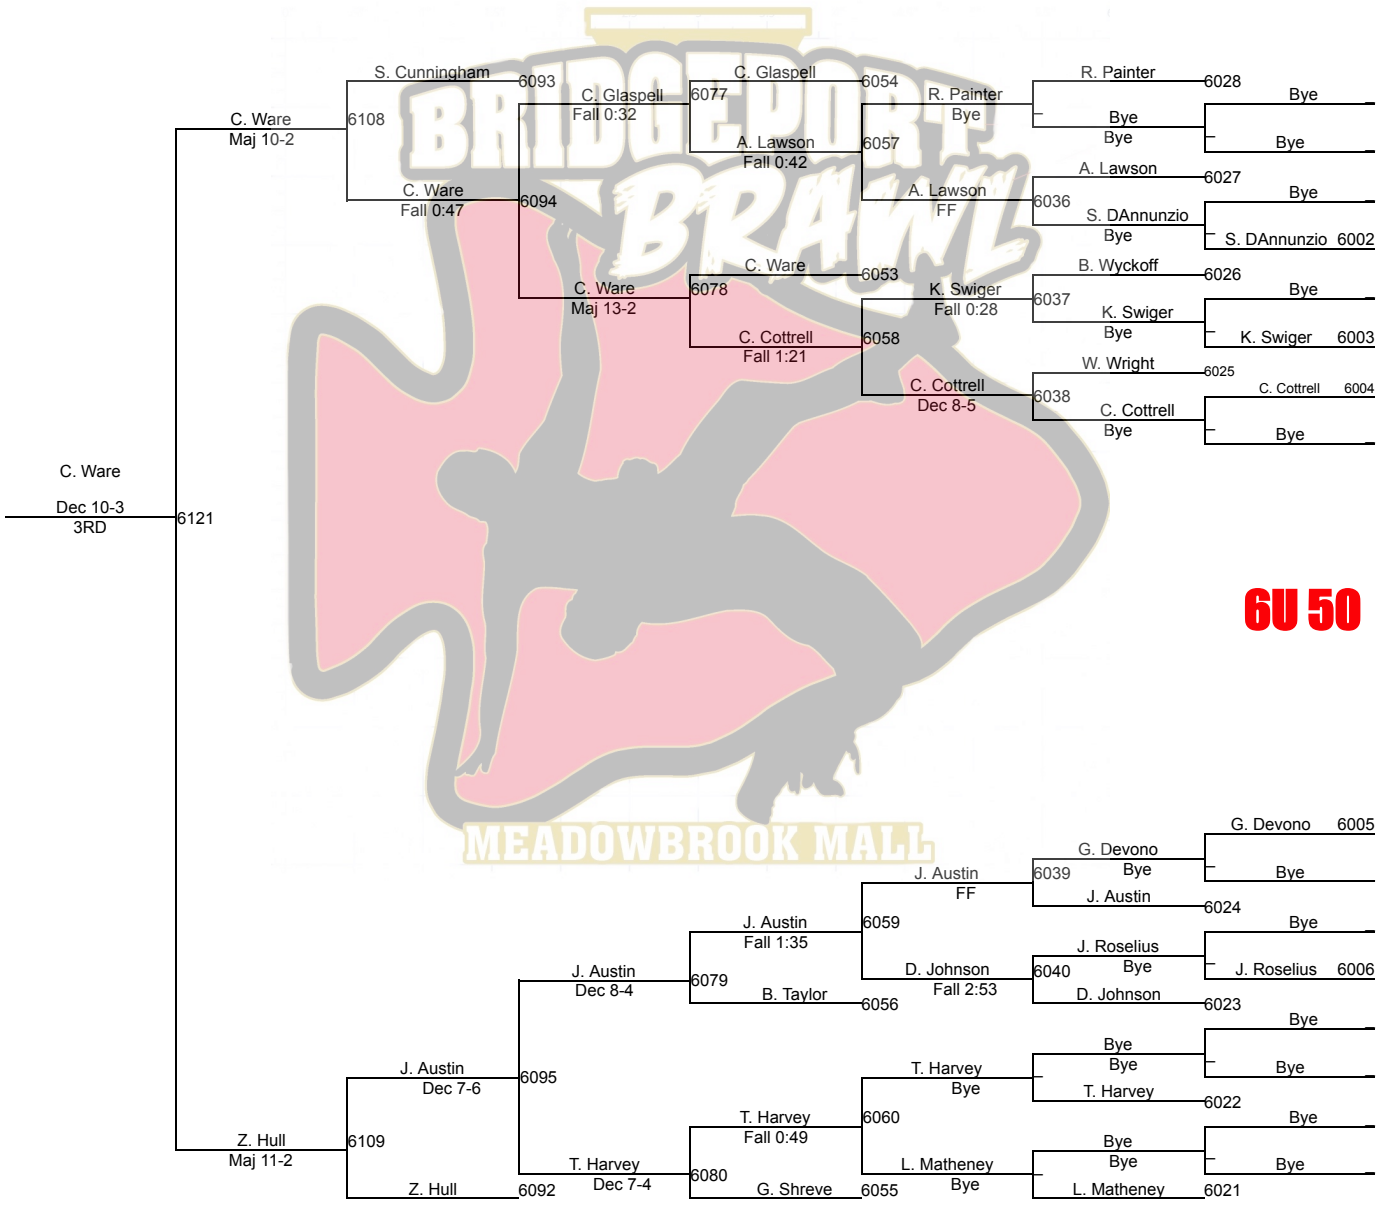 S. Cunningham 6093
C. Glaspell 6054
R. Painter 6028
C. Glaspell 6077
Fall 0:32
R. Painter
Bye
Bye
C. Ware 6108
Maj 10-2
Bye
Bye
BRIDGEPORT
A. Lawson 6057
Fall 0:42
Bye
A. Lawson 6027
C. Ware 6094
Fall 0:47
A. Lawson 6036
FF
Bye
S. DAnnunzio
Bye
BRAWL
S. DAnnunzio 6002
C. Ware 6053
B. Wyckoff 6026
C. Ware 6078
Maj 13-2
K. Swiger 6037
Fall 0:28
Bye
K. Swiger
Bye
C. Cottrell 6058
Fall 1:21
K. Swiger 6003
W. Wright 6025
C. Cottrell 6038
Dec 8-5
C. Cottrell 6004
C. Cottrell
Bye
Bye
C. Ware
Dec 10-3
3RD
6121
6U 50
G. Devono 6005
MEADOWBROOK MALL
G. Devono
Bye
J. Austin 6039
FF
Bye
J. Austin 6024
J. Austin 6059
Fall 1:35
Bye
J. Roselius
Bye
J. Austin 6079
Dec 8-4
D. Johnson 6040
Fall 2:53
J. Roselius 6006
B. Taylor 6056
D. Johnson 6023
Bye
Bye
Bye
J. Austin 6095
Dec 7-6
T. Harvey
Bye
Bye
T. Harvey 6022
T. Harvey 6060
Fall 0:49
Bye
Z. Hull 6109
Maj 11-2
Bye
Bye
T. Harvey 6080
Dec 7-4
L. Matheney
Bye
Bye
Z. Hull 6092
G. Shreve 6055
L. Matheney 6021